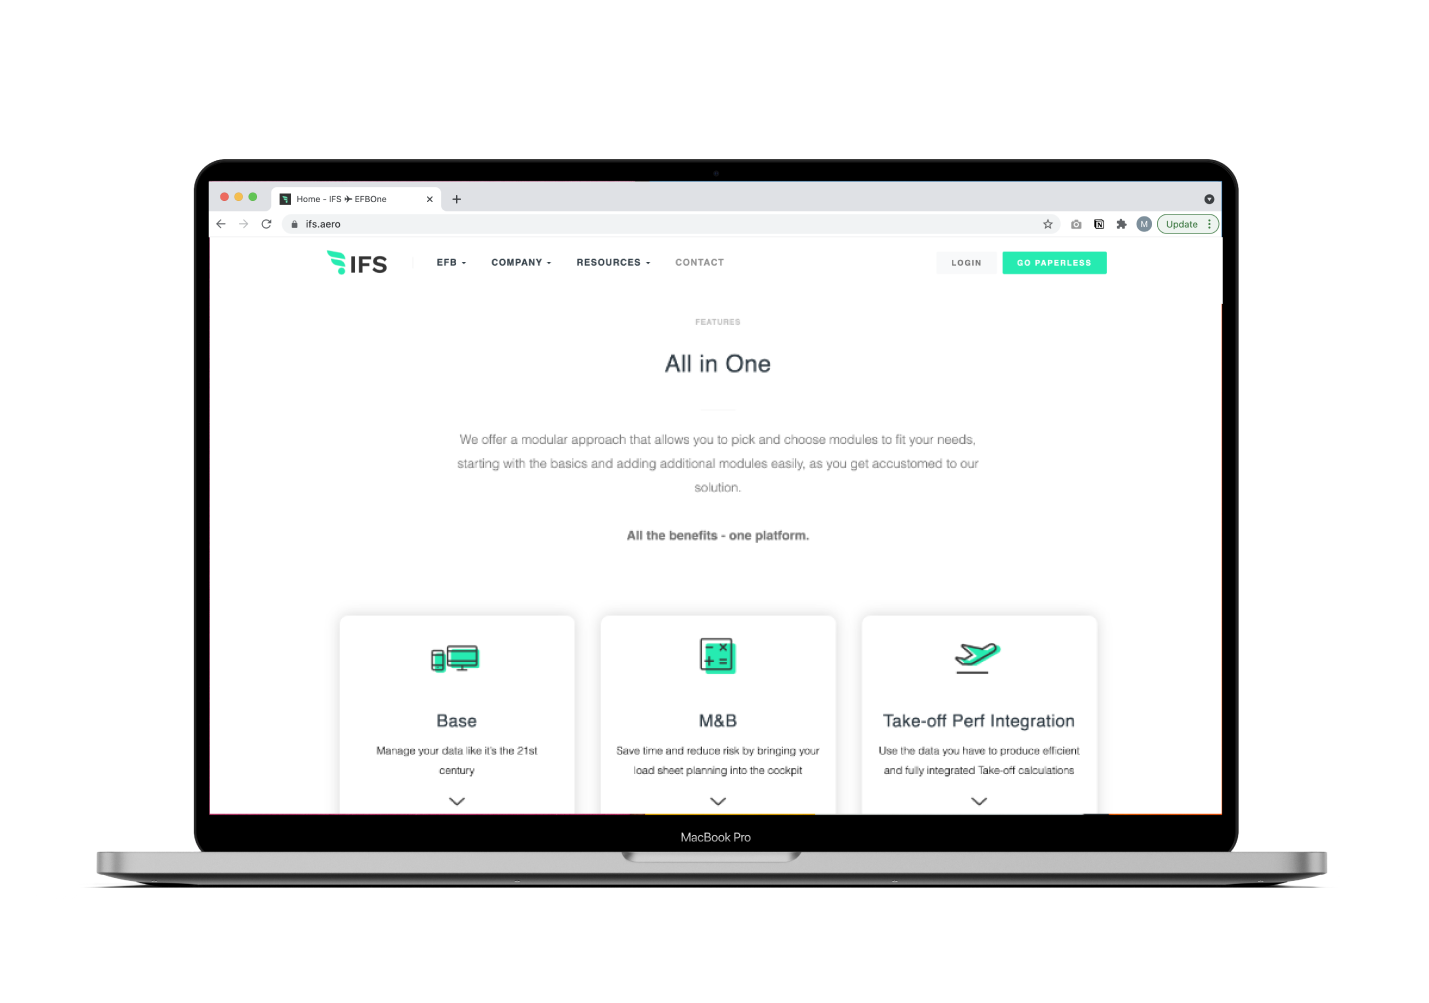 Home - IFS ✈ EFBOne
ifs.aero
M
Update
IFS
EFB
COMPANY
RESOURCES
CONTACT
LOGIN
GO PAPERLESS
FEATURES
All in One
We offer a modular approach that allows you to pick and choose modules to fit your needs,
starting with the basics and adding additional modules easily, as you get accustomed to our
solution.
All the benefits - one platform.
Base
Manage your data like it's the 21st
century
M&B
Save time and reduce risk by bringing your
load sheet planning into the cockpit
Take-off Perf Integration
Use the data you have to produce efficient
and fully integrated Take-off calculations
MacBook Pro